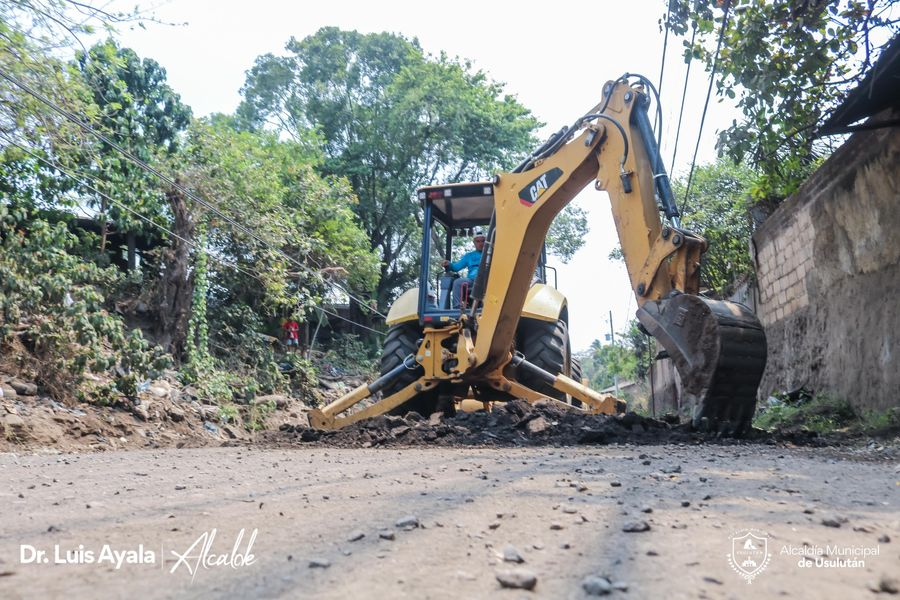 CAT
Dr. Luis Ayala
Alcalde
Alcaldía Municipal
de Usulután